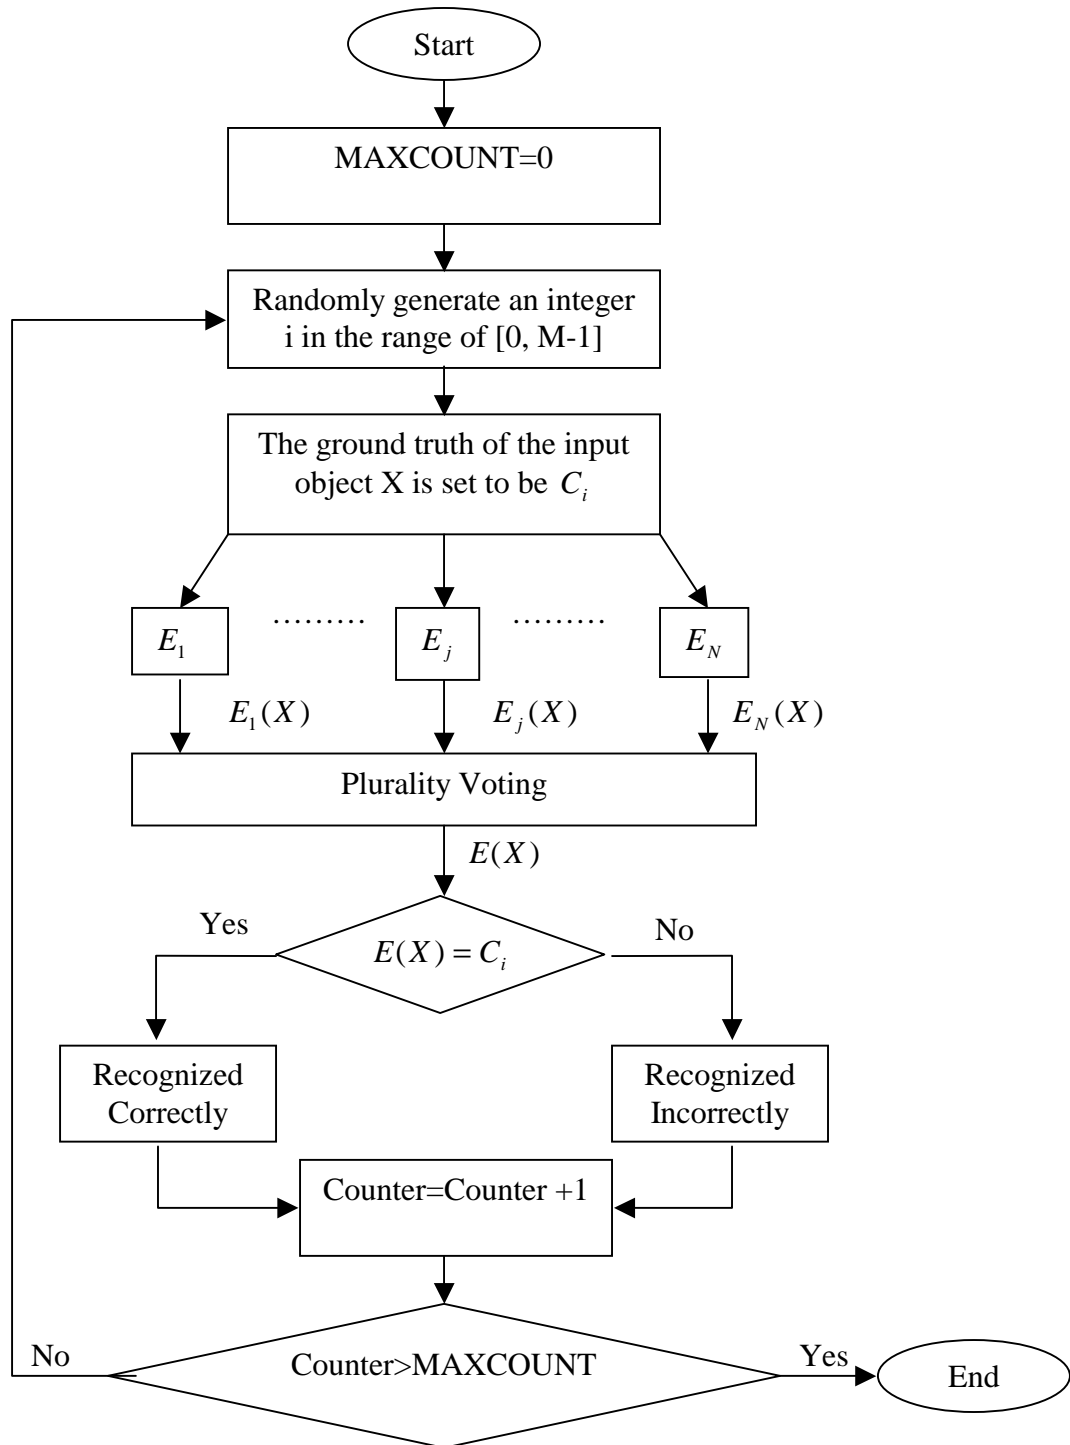 Start
MAXCOUNT=0
Randomly generate an integer
i in the range of [0, M-1]
The ground truth of the input
object X is set to be C_i
E_1 ......... E_j ......... E_N
E_1(X) E_j(X) E_N(X)
Plurality Voting
E(X)
Yes No
E(X) = C_i
Recognized
Correctly
Recognized
Incorrectly
Counter=Counter +1
No Counter>MAXCOUNT Yes
End